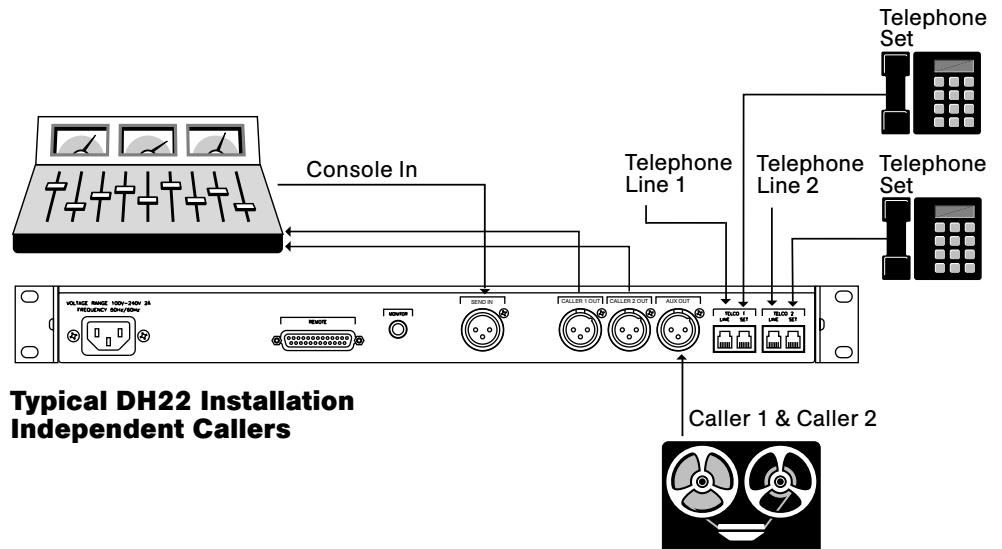 Telephone
Set
Console In
Telephone
Line 1
Telephone
Line 2
Telephone
Set
VOLTAGE RANGE 100V-240V 2A
FREQUENCY 50Hz/60Hz
REMOTE
MONITOR
SEND IN
CALLER 1 OUT
CALLER 2 OUT
AUX OUT
TELCO 1
LINE SET
TELCO 2
LINE SET
Typical DH22 Installation
Independent Callers
Caller 1 & Caller 2